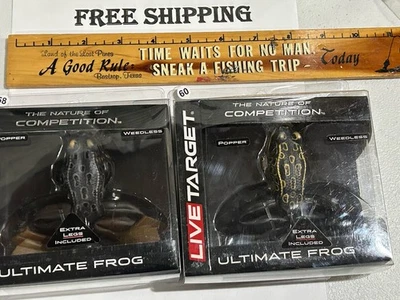 FREE SHIPPING
Land of the Lost Pines
A Good Rule-
Bastrop, Texas
TIME WAITS FOR NO MAN
SNEAK A FISHING TRIP -
Today
10
58
THE NATURE OF
COMPETITION
POPPER
WEEDLESS
EXTRA
LEGS
INCLUDED
ULTIMATE FROG
60
THE NATURE OF
COMPETITION
LIVETARGET
POPPER
WEEDLESS
EXTRA
LEGS
INCLUDED
ULTIMATE FROG